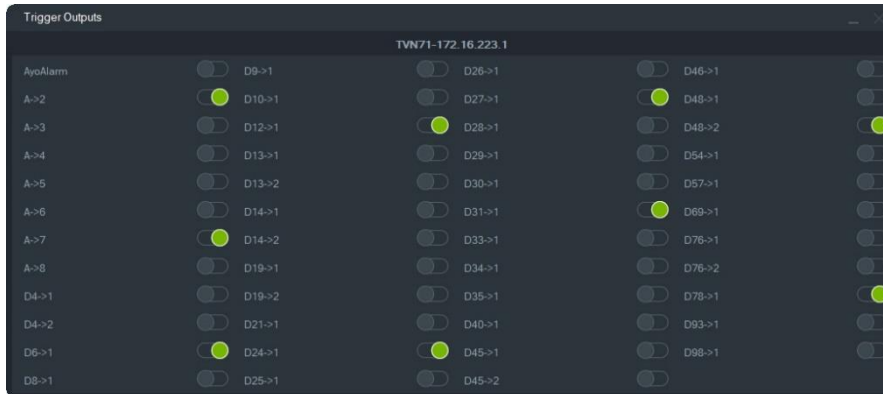 Trigger Outputs
TVN71-172.16.223.1
AyoAlarm D9->1 D26->1 D46->1
A->2 D10->1 D27->1 D48->1
A->3 D12->1 D28->1 D48->2
A->4 D13->1 D29->1 D54->1
A->5 D13->2 D30->1 D57->1
A->6 D14->1 D31->1 D69->1
A->7 D14->2 D33->1 D76->1
A->8 D19->1 D34->1 D76->2
D4->1 D19->2 D35->1 D78->1
D4->2 D21->1 D40->1 D93->1
D6->1 D24->1 D45->1 D98->1
D8->1 D25->1 D45->2